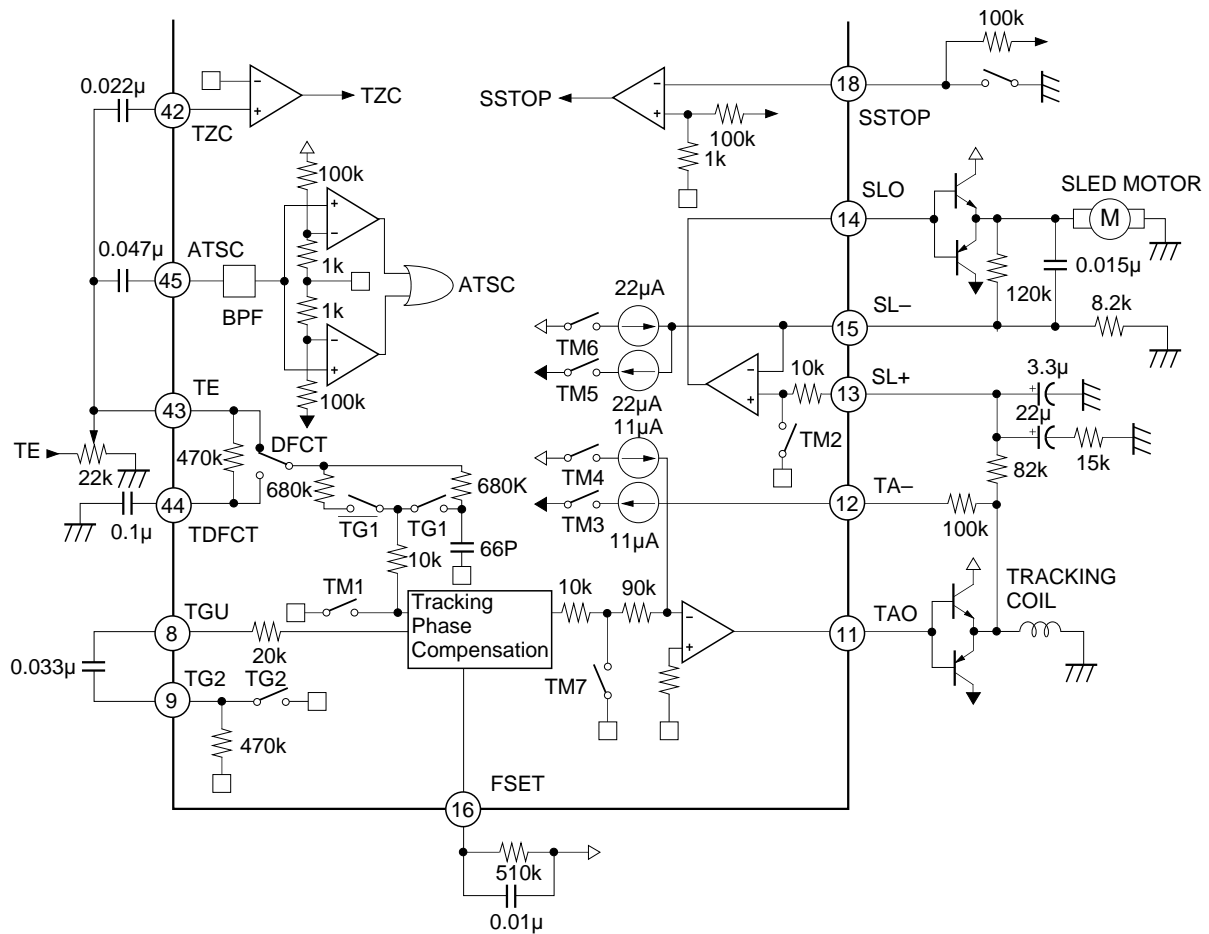 100k
0.022µ
42
TZC
−
+
TZC
SSTOP
−
+
100k
1k
18
SSTOP
100k
+
−
1k
SLO
14
SLED MOTOR
M
0.047µ
ATSC
45
BPF
1k
ATSC
120k
0.015µ
22µA
SL–
15
8.2k
−
+
100k
TM6
TM5
22µA
−
+
10k
13
SL+
3.3µ
+
TE
43
DFCT
11µA
TM2
22µ
+
15k
TE
22k
470k
TM4
82k
44
680k
680K
12
TA–
0.1µ
TDFCT
TG1
TG1
TM3
11µA
100k
10k
66P
TM1
Tracking
Phase
Compensation
10k
90k
TRACKING
COIL
TGU
8
20k
−
+
11
TAO
0.033µ
TG2
9
TG2
TM7
470k
FSET
16
510k
0.01µ